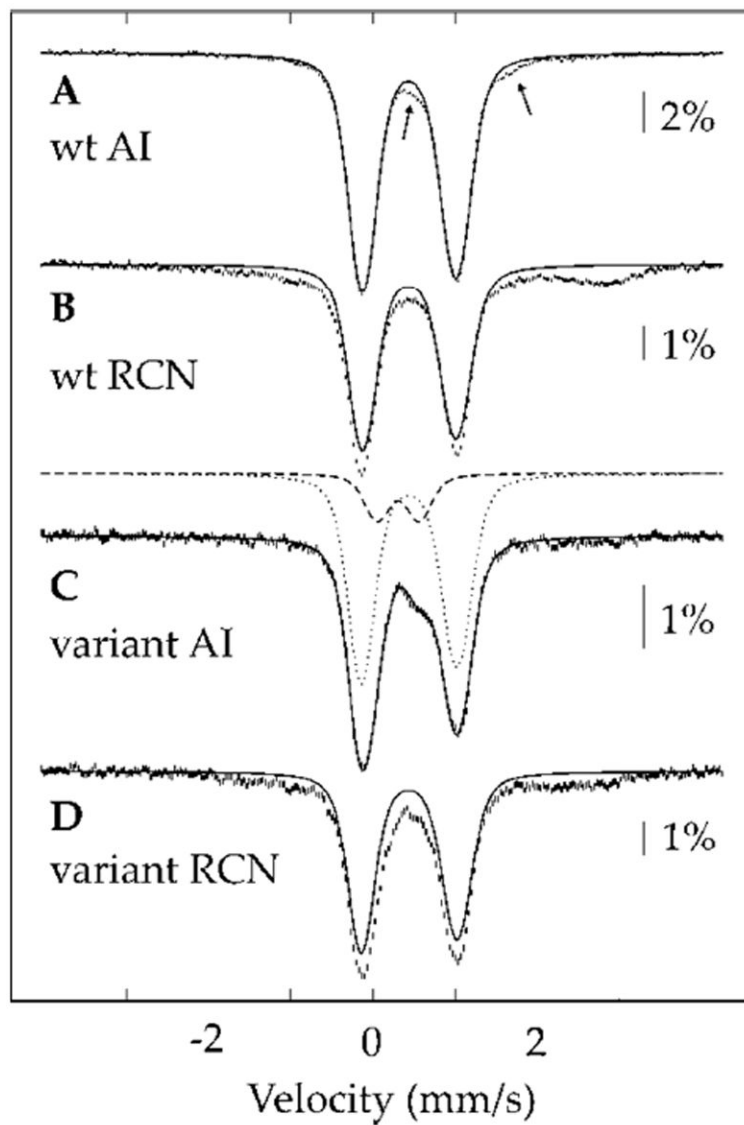 A
wt AI
2%
B
wt RCN
1%
C
variant AI
1%
D
variant RCN
1%
-2 0 2
Velocity (mm/s)